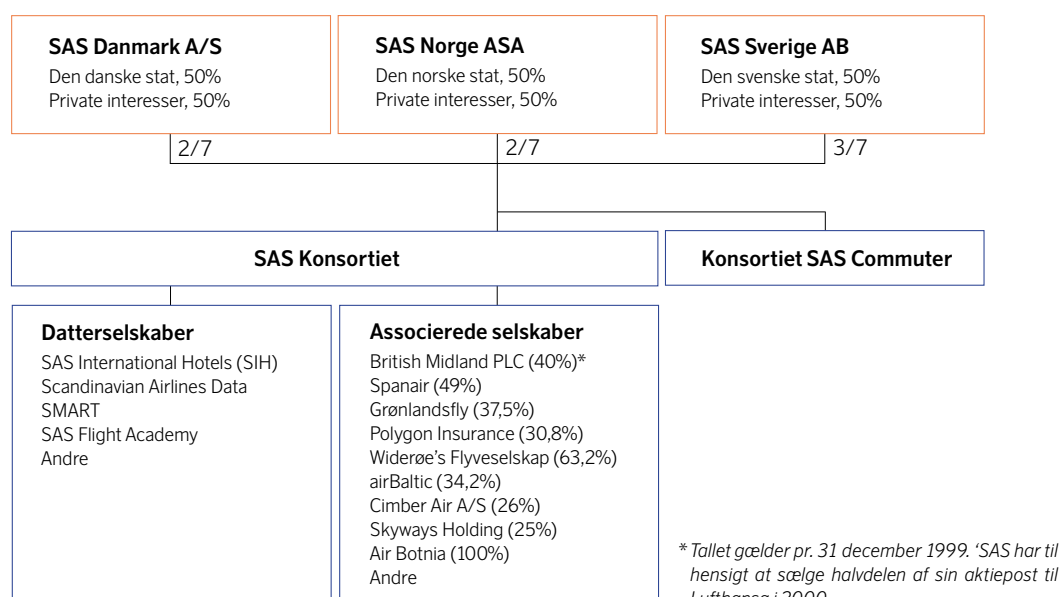 SAS Danmark A/S
Den danske stat, 50%
Private interesser, 50%
SAS Norge ASA
Den norske stat, 50%
Private interesser, 50%
SAS Sverige AB
Den svenske stat, 50%
Private interesser, 50%
2/7
2/7
3/7
SAS Konsortiet
Konsortiet SAS Commuter
Datterselskaber
SAS International Hotels (SIH)
Scandinavian Airlines Data
SMART
SAS Flight Academy
Andre
Associerede selskaber
British Midland PLC (40%)*
Spanair (49%)
Grønlandsfly (37,5%)
Polygon Insurance (30,8%)
Widerøe's Flyveselskap (63,2%)
airBaltic (34,2%)
Cimber Air A/S (26%)
Skyways Holding (25%)
Air Botnia (100%)
Andre
* Tallet gælder pr. 31 december 1999. ‘SAS har til
hensigt at sælge halvdelen af sin aktiepost til
Lufthansa i 2000